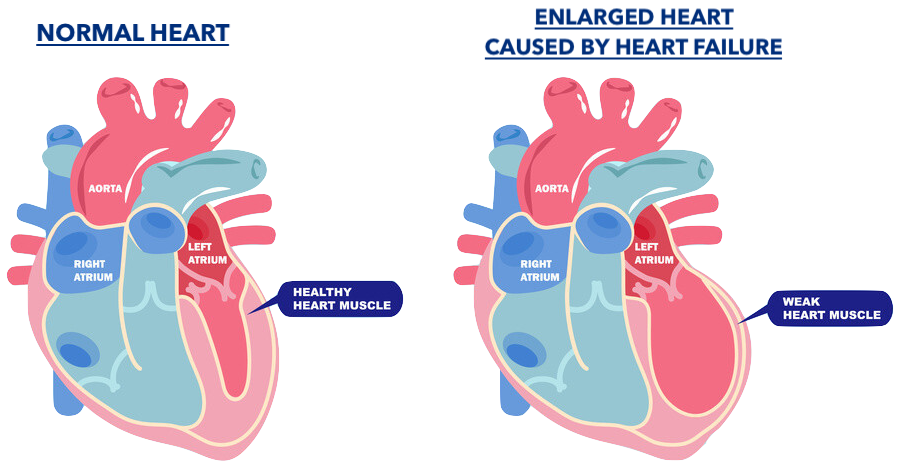 NORMAL HEART
AORTA
RIGHT
ATRIUM
LEFT
ATRIUM
HEALTHY
HEART MUSCLE
ENLARGED HEART
CAUSED BY HEART FAILURE
AORTA
RIGHT
ATRIUM
LEFT
ATRIUM
WEAK
HEART MUSCLE